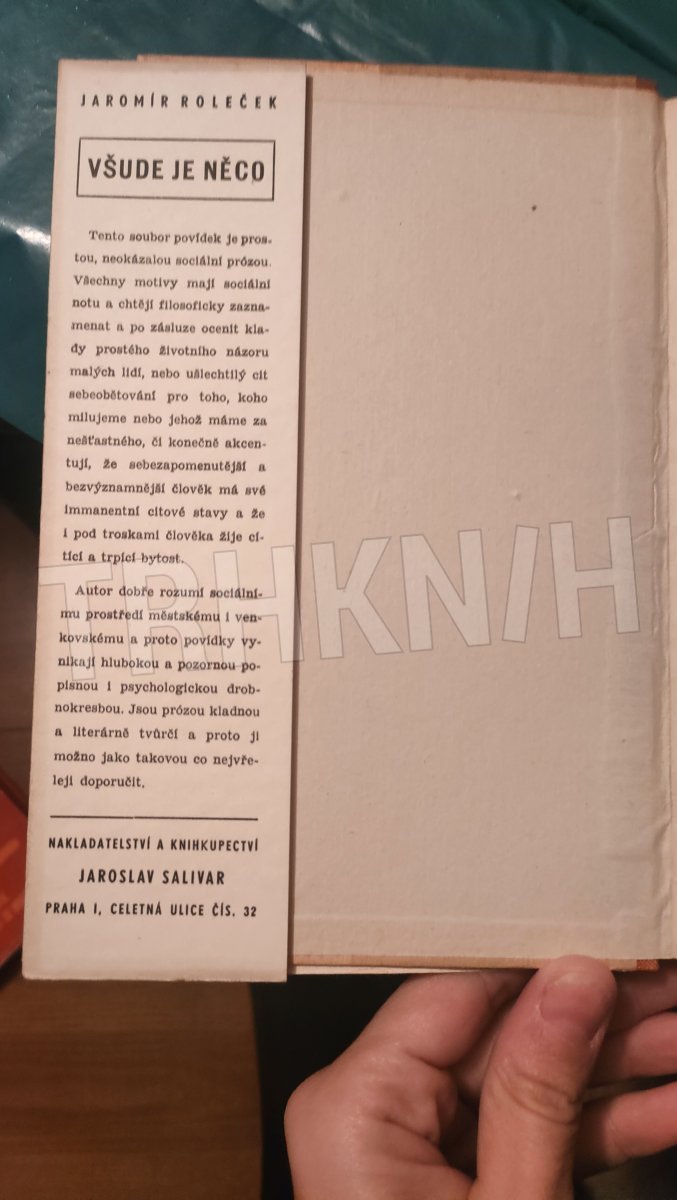 JAROMÍR ROLEČEK
VŠUDE JE NĚCO
Tento soubor povídek je pros-
tou, neokázalou sociální prózou.
Všechny motivy mají sociální
notu a chtějí filosoficky zazna-
menat a po zásluze ocenit kla-
dy prostého životního názoru
malých lidí, nebo ušlechtilý cit
sebeobětování pro toho, koho
milujeme nebo jehož máme za
nešťastného, či konečně akcen-
tují, že sebezapomenutější a
bezvýznamnější člověk má své
immanentní citové stavy a že
i pod troskami člověka žije cí-
tící a trpící bytost.
Autor dobře rozumí sociální-
mu prostředí městskému i ven-
kovskému a proto povídky vy-
nikají hlubokou a pozornou po-
pisnou i psychologickou drob-
nokresbou. Jsou prózou kladnou
a literárně tvůrčí a proto ji
možno jako takovou co nejvře-
leji doporučit.
NAKLADATELSTVÍ A KNIHKUPECTVÍ
JAROSLAV SALIVAR
PRAHA I, CELETNÁ ULICE ČÍS. 32
TRHKNIH